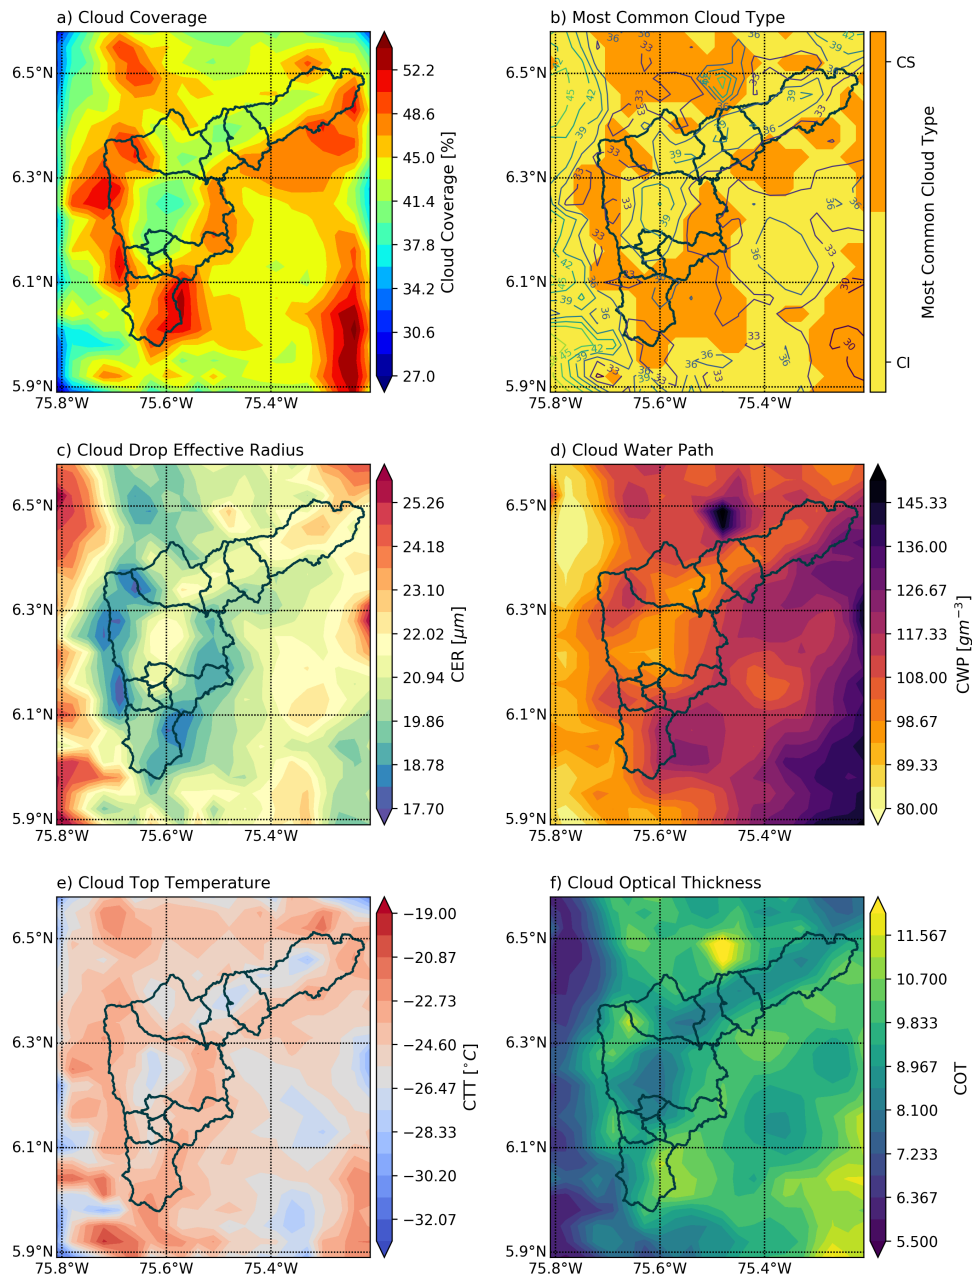 a) Cloud Coverage
6.5°N
6.3°N
6.1°N
5.9°N
75.8°W
75.6°W
75.4°W
52.2
48.6
45.0
41.4
37.8
34.2
30.6
27.0
Cloud Coverage [%]
b) Most Common Cloud Type
6.5°N
6.3°N
6.1°N
5.9°N
75.8°W
75.6°W
75.4°W
CS
CI
Most Common Cloud Type
c) Cloud Drop Effective Radius
6.5°N
6.3°N
6.1°N
5.9°N
75.8°W
75.6°W
75.4°W
25.26
24.18
23.10
22.02
20.94
19.86
18.78
17.70
CER [μm]
d) Cloud Water Path
6.5°N
6.3°N
6.1°N
5.9°N
75.8°W
75.6°W
75.4°W
145.33
136.00
126.67
117.33
108.00
98.67
89.33
80.00
CWP [gm⁻³]
e) Cloud Top Temperature
6.5°N
6.3°N
6.1°N
5.9°N
75.8°W
75.6°W
75.4°W
−19.00
−20.87
−22.73
−24.60
−26.47
−28.33
−30.20
−32.07
CTT [°C]
f) Cloud Optical Thickness
6.5°N
6.3°N
6.1°N
5.9°N
75.8°W
75.6°W
75.4°W
11.567
10.700
9.833
8.967
8.100
7.233
6.367
5.500
COT